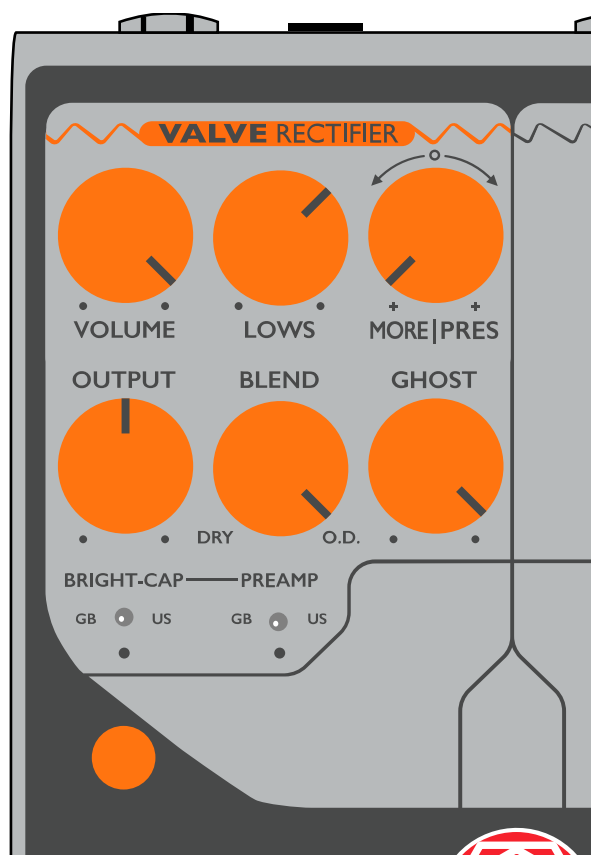 VALVE RECTIFIER
VOLUME LOWS MORE|PRES
OUTPUT BLEND GHOST
DRY O.D.
BRIGHT-CAP PREAMP
GB US GB US